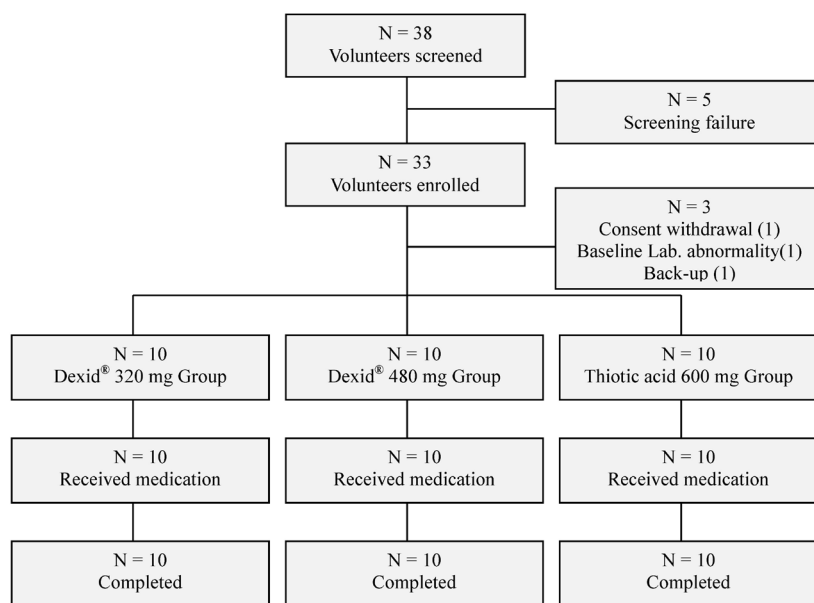 N = 38
Volunteers screened
N = 5
Screening failure
N = 33
Volunteers enrolled
N = 3
Consent withdrawal (1)
Baseline Lab. abnormality(1)
Back-up (1)
N = 10
Dexid® 320 mg Group
N = 10
Dexid® 480 mg Group
N = 10
Thiotic acid 600 mg Group
N = 10
Received medication
N = 10
Received medication
N = 10
Received medication
N = 10
Completed
N = 10
Completed
N = 10
Completed